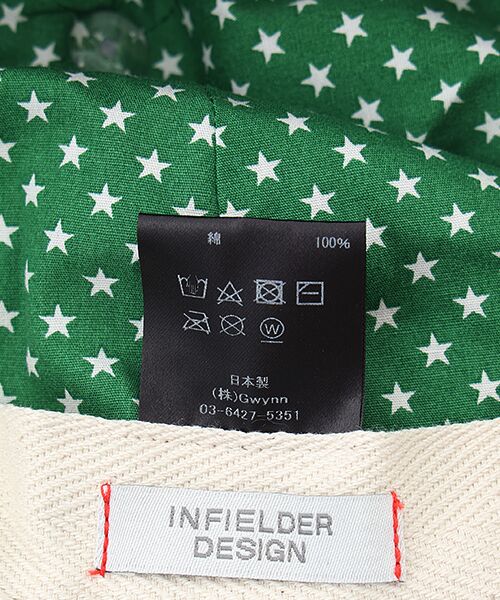 綿 100%
W
日本製
(株)Gwynn
03-6427-5351
INFIELDER
DESIGN